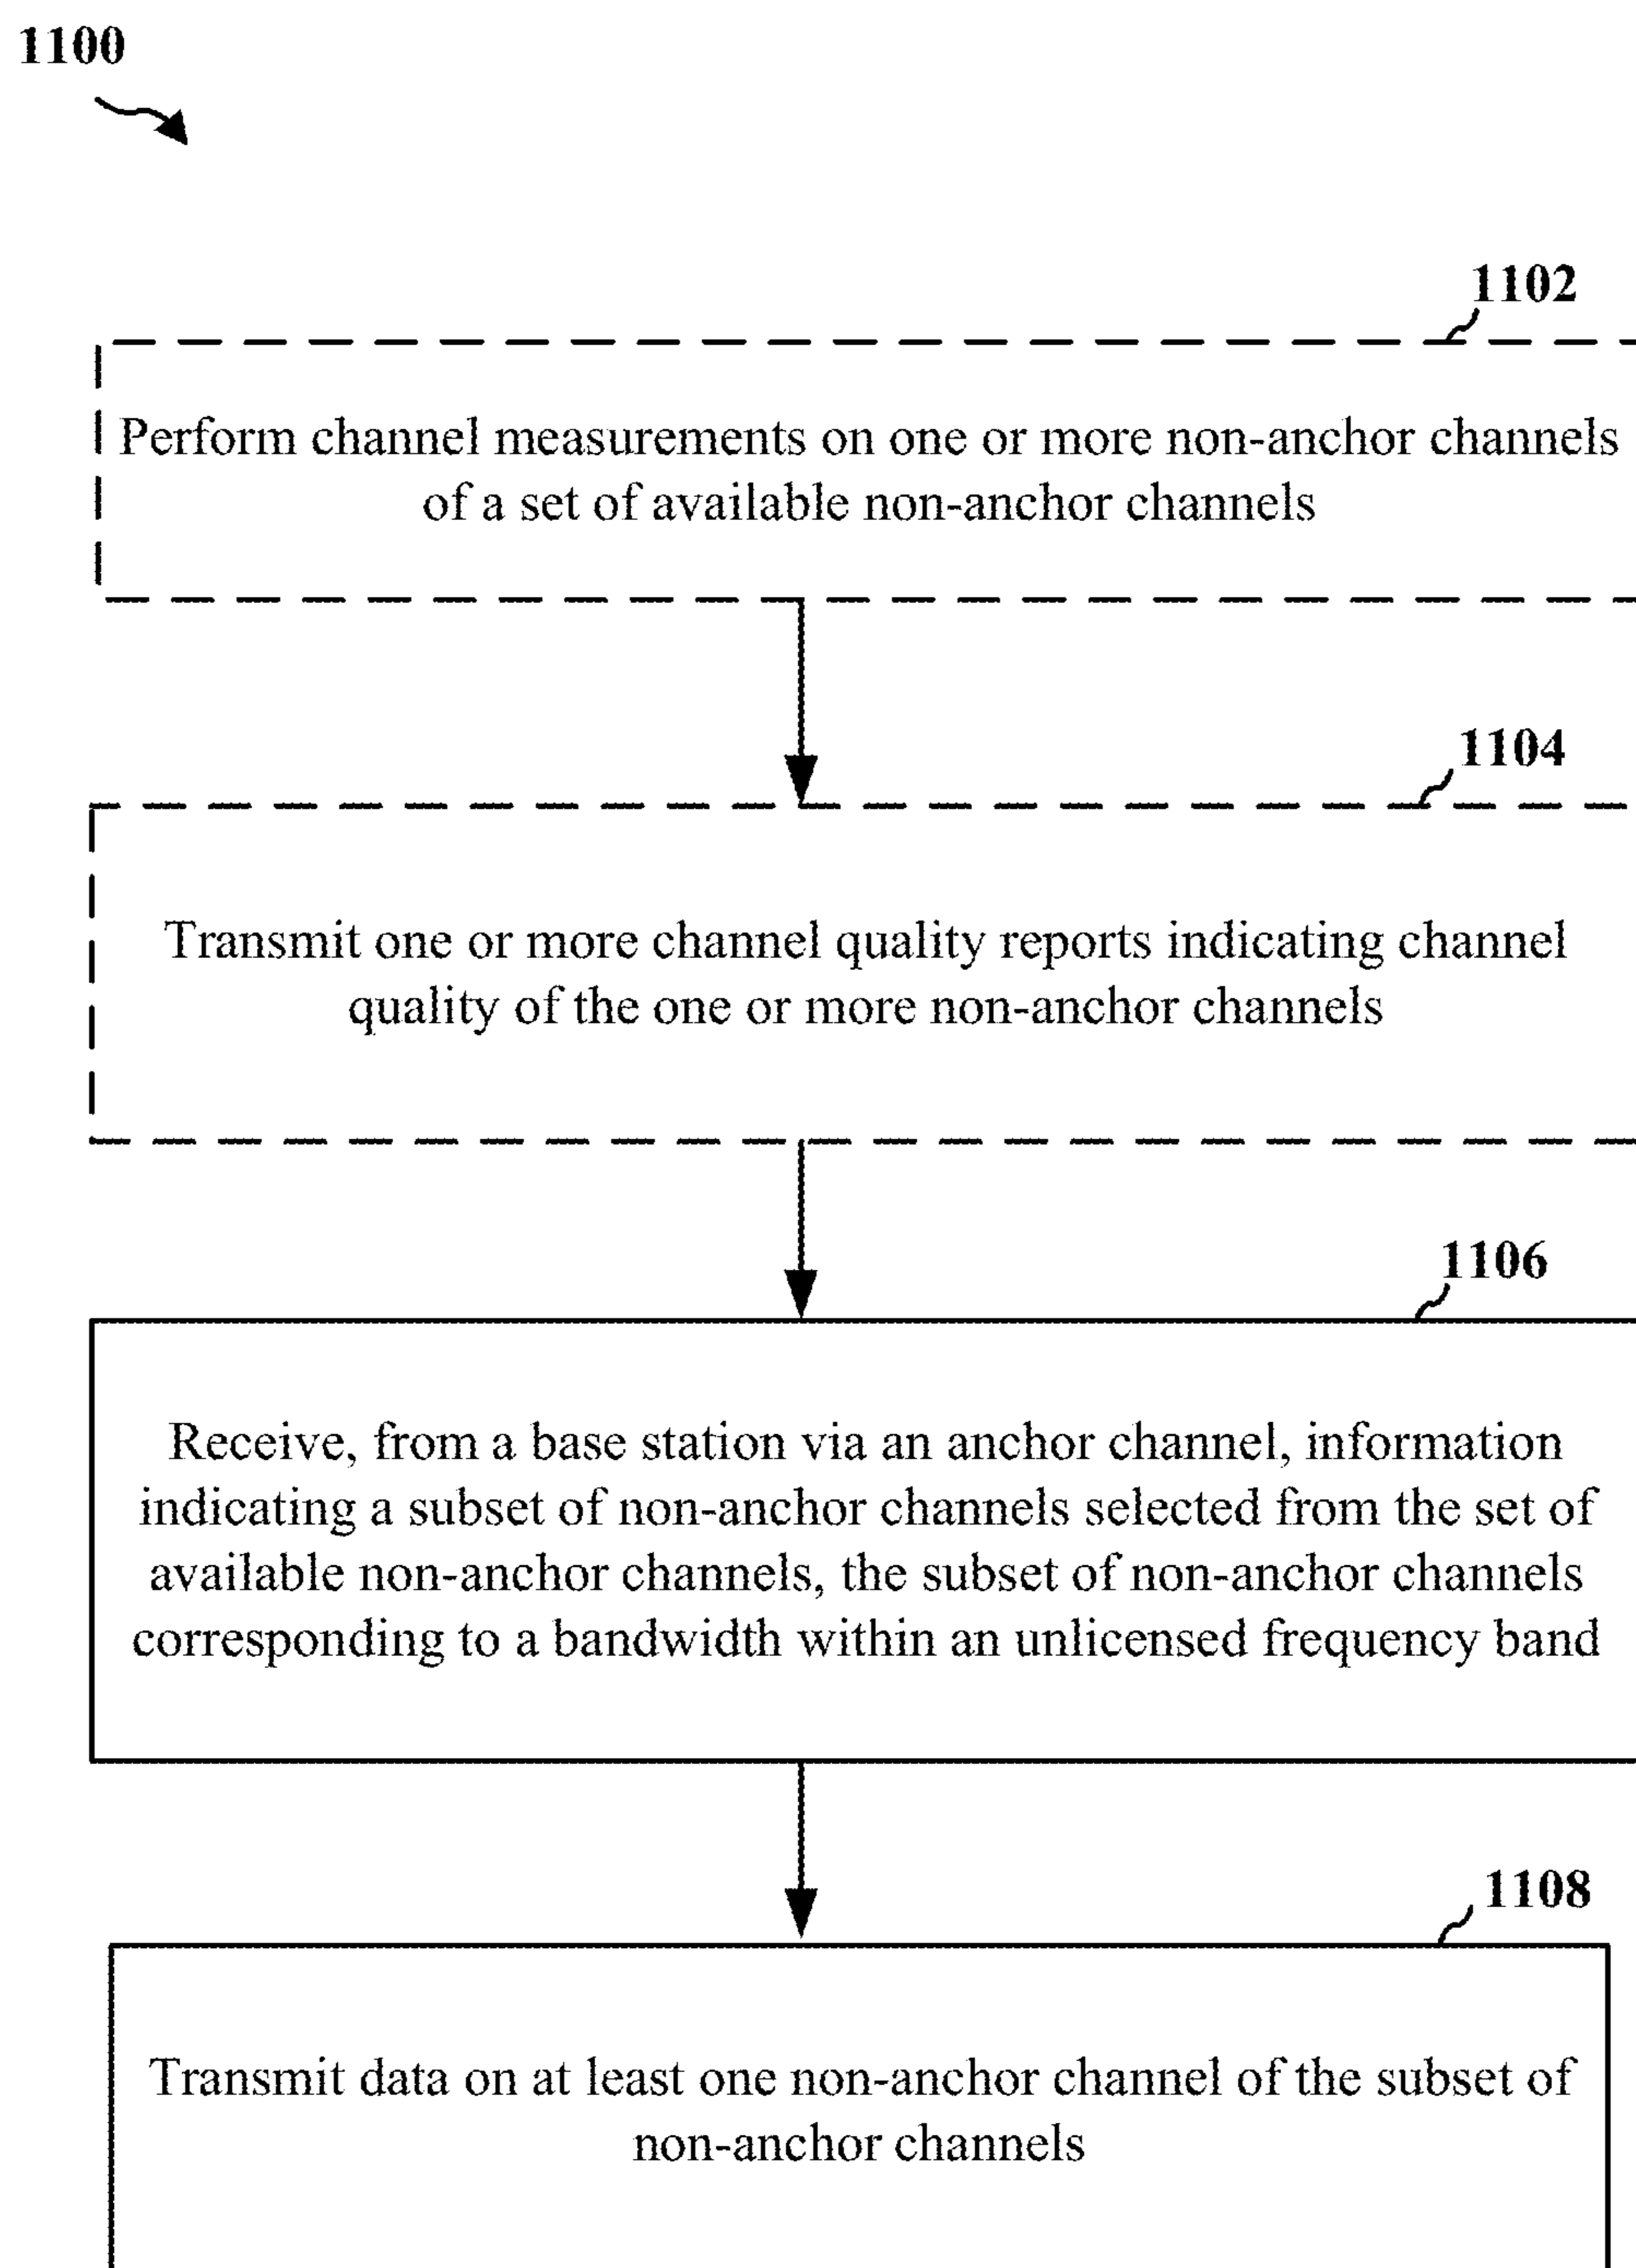 1100
1102
Perform channel measurements on one or more non-anchor channels
of a set of available non-anchor channels
1104
Transmit one or more channel quality reports indicating channel
quality of the one or more non-anchor channels
1106
Receive, from a base station via an anchor channel, information
indicating a subset of non-anchor channels selected from the set of
available non-anchor channels, the subset of non-anchor channels
corresponding to a bandwidth within an unlicensed frequency band
1108
Transmit data on at least one non-anchor channel of the subset of
non-anchor channels